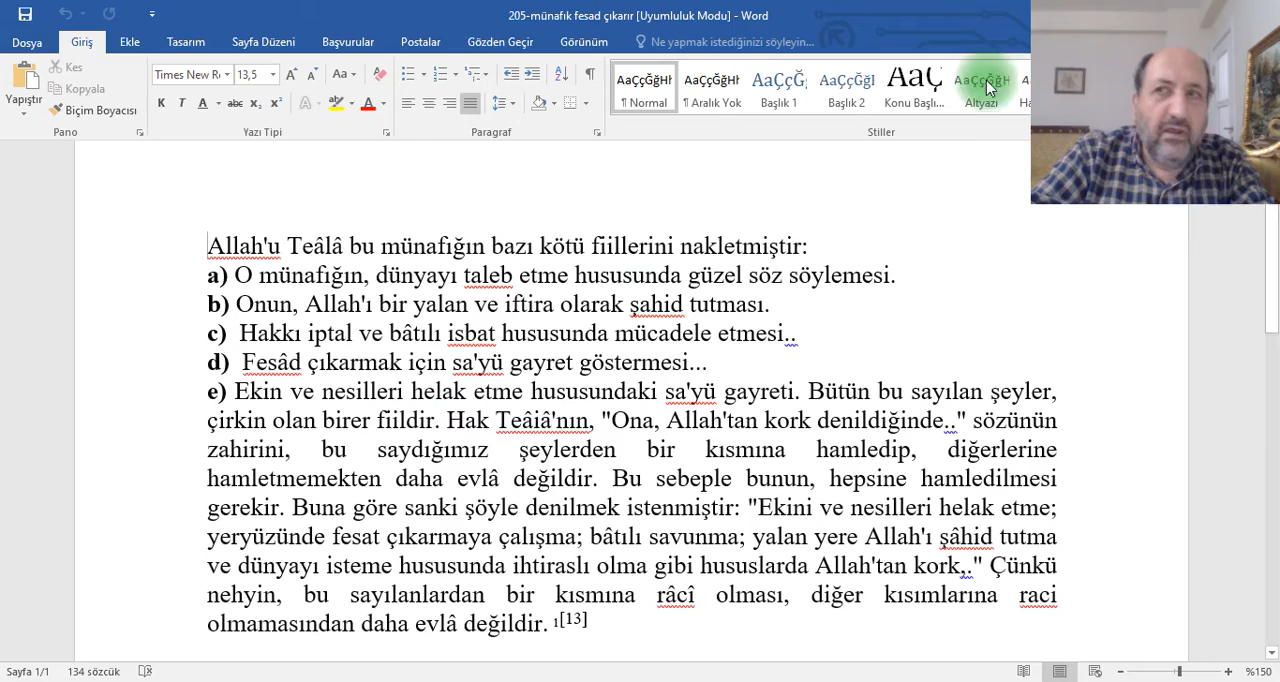 205-münafık fesad çıkarır [Uyumluluk Modu] - Word
Dosya Giriş Ekle Tasarım Sayfa Düzeni Başvurular Postalar Gözden Geçir Görünüm Ne yapmak istediğinizi söyleyin...
Yapıştır
Kes
Kopyala
Biçim Boyacısı
Pano
Times New R
13,5
Yazı Tipi
Paragraf
AaÇçĞğHł AaÇçĞğHł AaÇçĞ AaÇçĞğI AaÇ AaÇçĞğH
¶ Normal ¶ Aralık Yok Başlık 1 Başlık 2 Konu Başlı... Altyazı
Stiller
Allah'u Teâlâ bu münafığın bazı kötü fiillerini nakletmiştir:
a) O münafığın, dünyayı taleb etme hususunda güzel söz söylemesi.
b) Onun, Allah'ı bir yalan ve iftira olarak şahid tutması.
c) Hakkı iptal ve bâtılı isbat hususunda mücadele etmesi..
d) Fesâd çıkarmak için sa'yü gayret göstermesi...
e) Ekin ve nesilleri helak etme hususundaki sa'yü gayreti. Bütün bu sayılan şeyler,
çirkin olan birer fiildir. Hak Teâiâ'nın, "Ona, Allah'tan kork denildiğinde.." sözünün
zahirini, bu saydığımız şeylerden bir kısmına hamledip, diğerlerine
hamletmemekten daha evlâ değildir. Bu sebeple bunun, hepsine hamledilmesi
gerekir. Buna göre sanki şöyle denilmek istenmiştir: "Ekini ve nesilleri helak etme;
yeryüzünde fesat çıkarmaya çalışma; bâtılı savunma; yalan yere Allah'ı şâhid tutma
ve dünyayı isteme hususunda ihtiraslı olma gibi hususlarda Allah'tan kork,." Çünkü
nehyin, bu sayılanlardan bir kısmına râcî olması, diğer kısımlarına raci
olmamasından daha evlâ değildir. 1[13]
Sayfa 1/1 134 sözcük %150